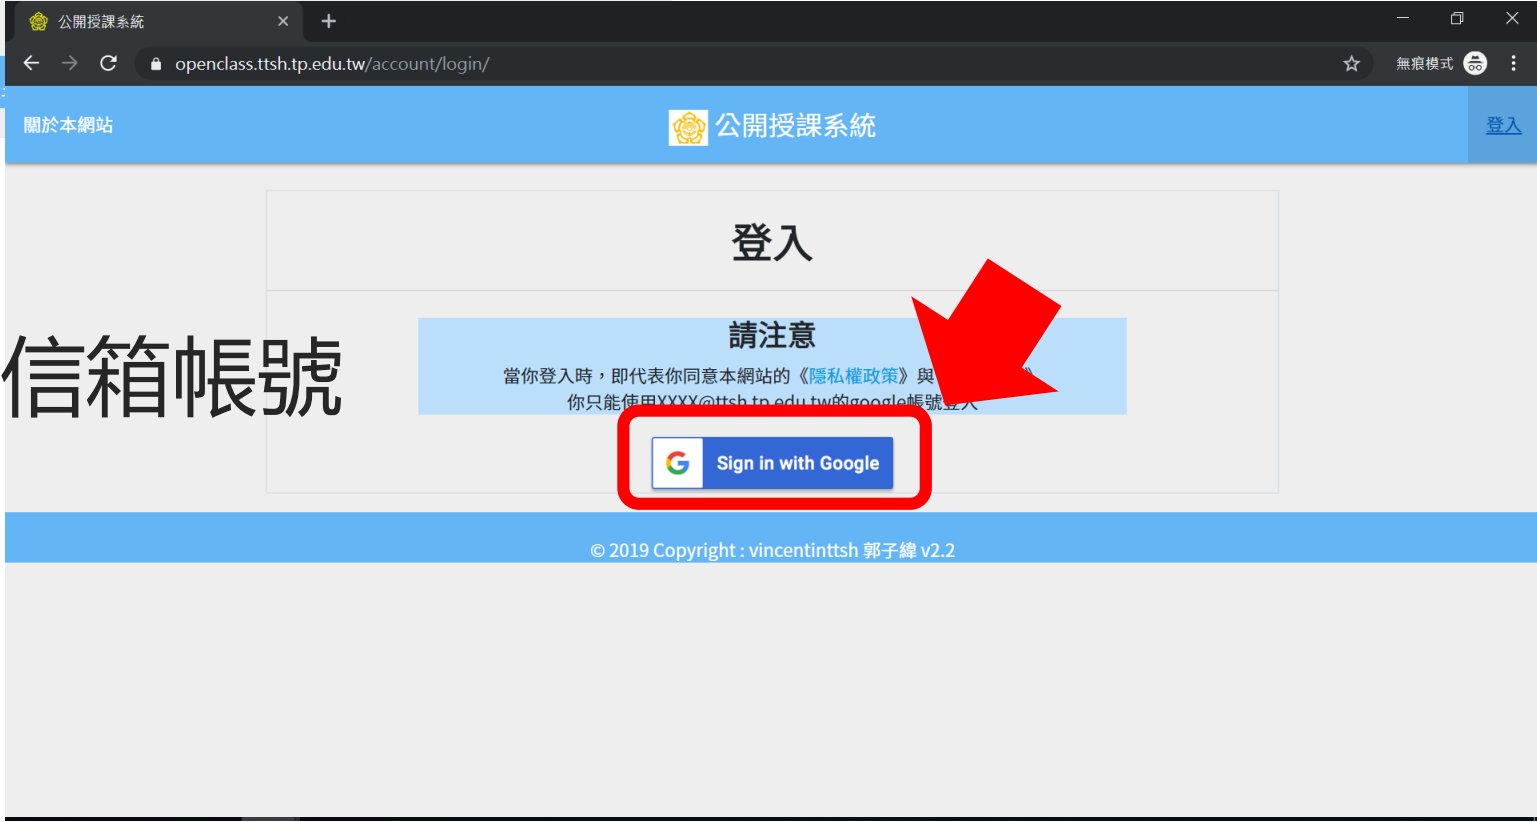 公開授課系統
openclass.ttsh.tp.edu.tw/account/login/
無痕模式
關於本網站
公開授課系統
登入
登入
請注意
當你登入時，即代表你同意本網站的《隱私權政策》與
你只能使用XXXX@ttsh.tp.edu.tw的google帳號登入
信箱帳號
Sign in with Google
© 2019 Copyright : vincentinttsh 郭子緯 v2.2